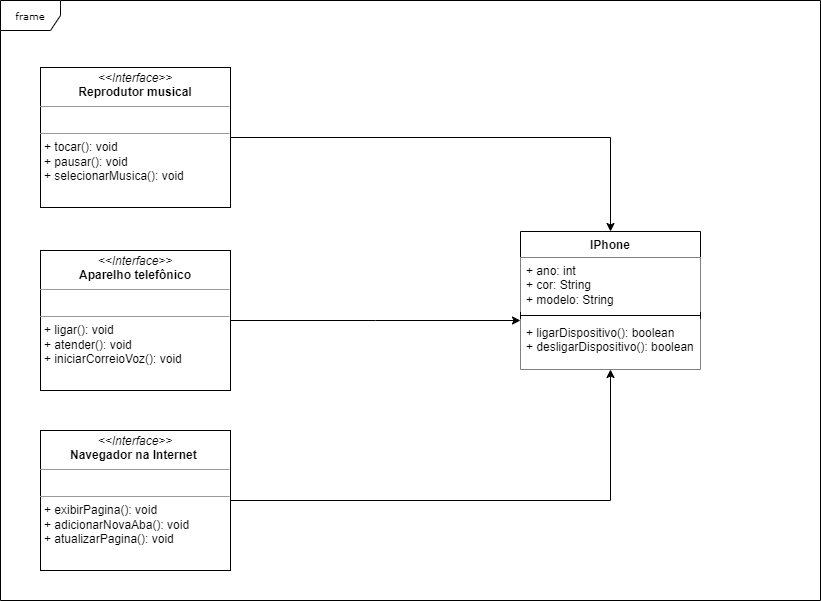 frame
<<Interface>>
Reprodutor musical
+ tocar(): void
+ pausar(): void
+ selecionarMusica(): void
<<Interface>>
Aparelho telefônico
+ ligar(): void
+ atender(): void
+ iniciarCorreioVoz(): void
<<Interface>>
Navegador na Internet
+ exibirPagina(): void
+ adicionarNovaAba(): void
+ atualizarPagina(): void
IPhone
+ ano: int
+ cor: String
+ modelo: String
+ ligarDispositivo(): boolean
+ desligarDispositivo(): boolean